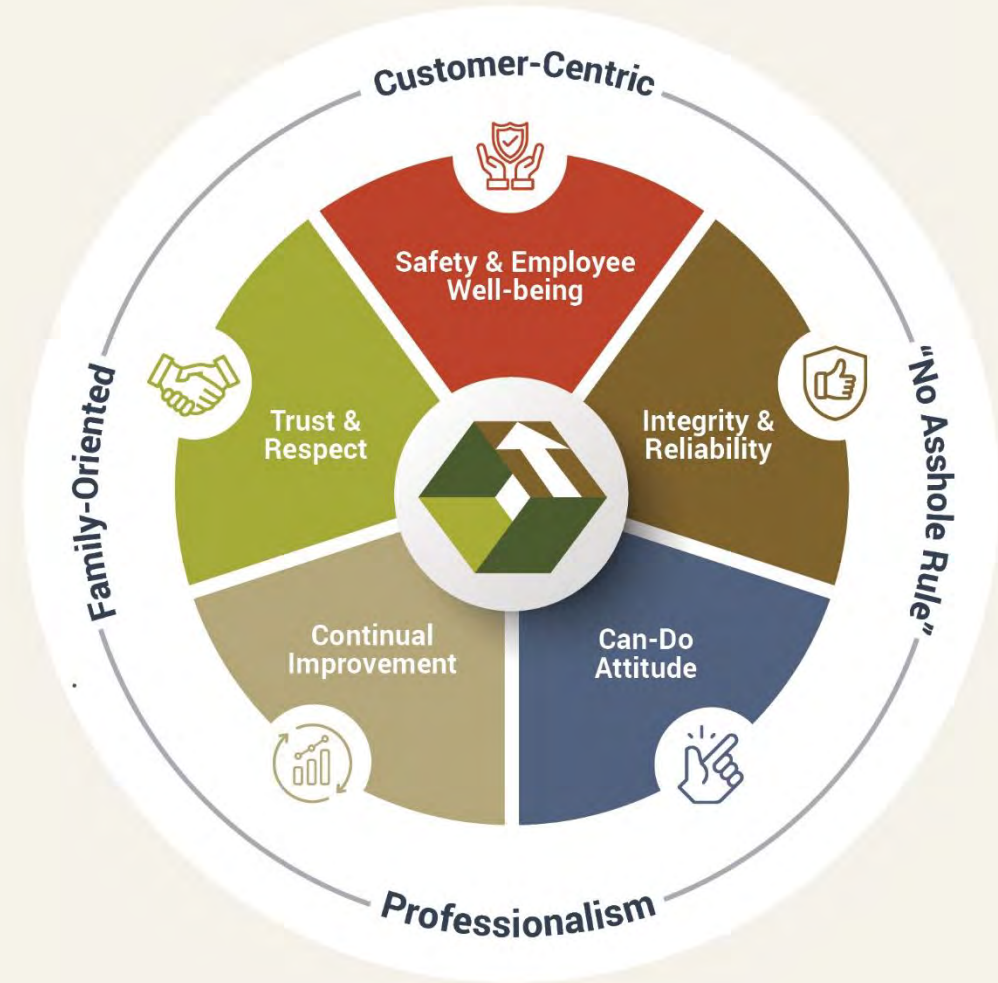 Customer-Centric
Safety & Employee
Well-being
Family-Oriented
Trust &
Respect
Integrity &
Reliability
“No Asshole Rule”
Continual
Improvement
Can-Do
Attitude
Professionalism